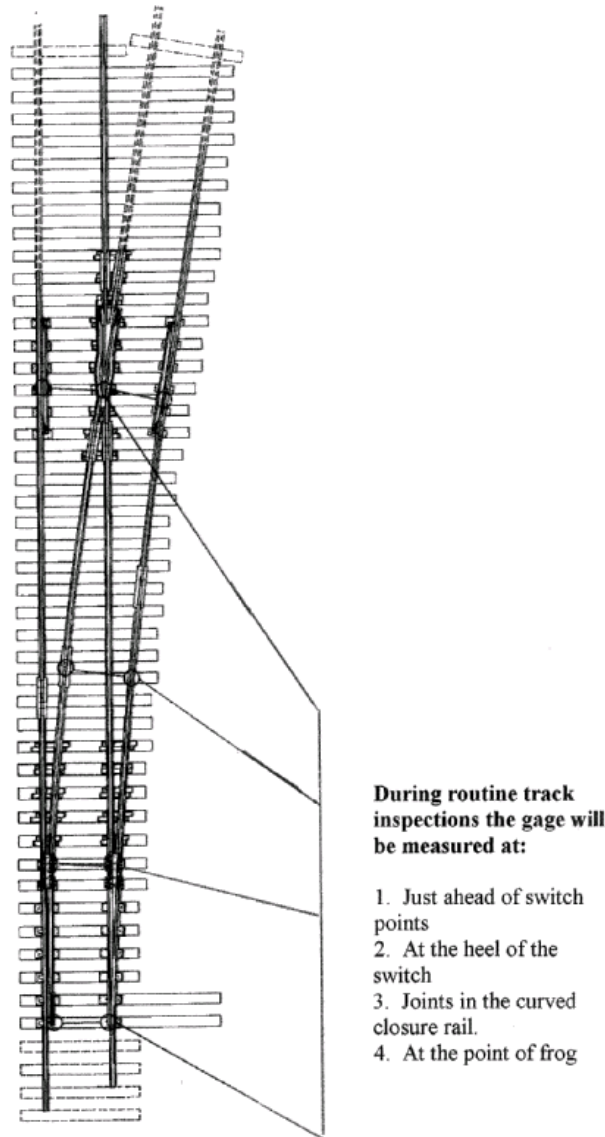 During routine track
inspections the gage will
be measured at:
1. Just ahead of switch
points
2. At the heel of the
switch
3. Joints in the curved
closure rail.
4. At the point of frog